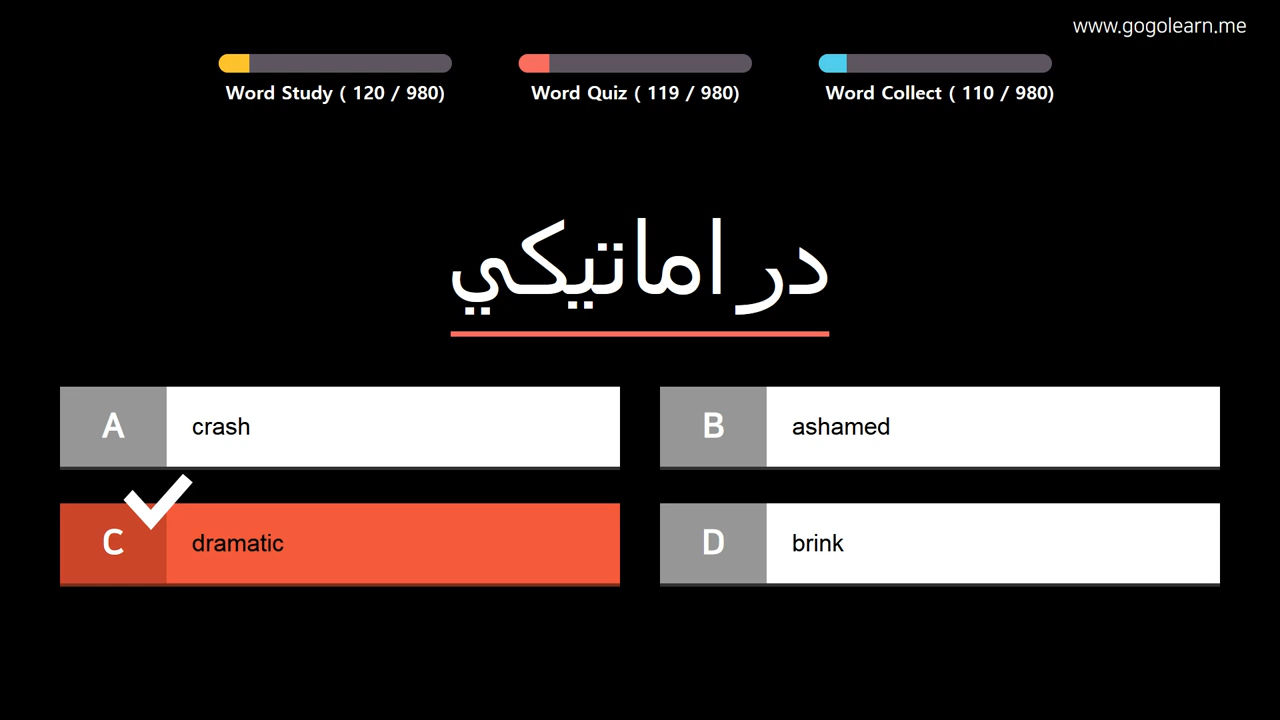 www.gogolearn.me
Word Study ( 120 / 980)
Word Quiz ( 119 / 980)
Word Collect ( 110 / 980)
دراماتيكي
A crash
B ashamed
C dramatic
D brink